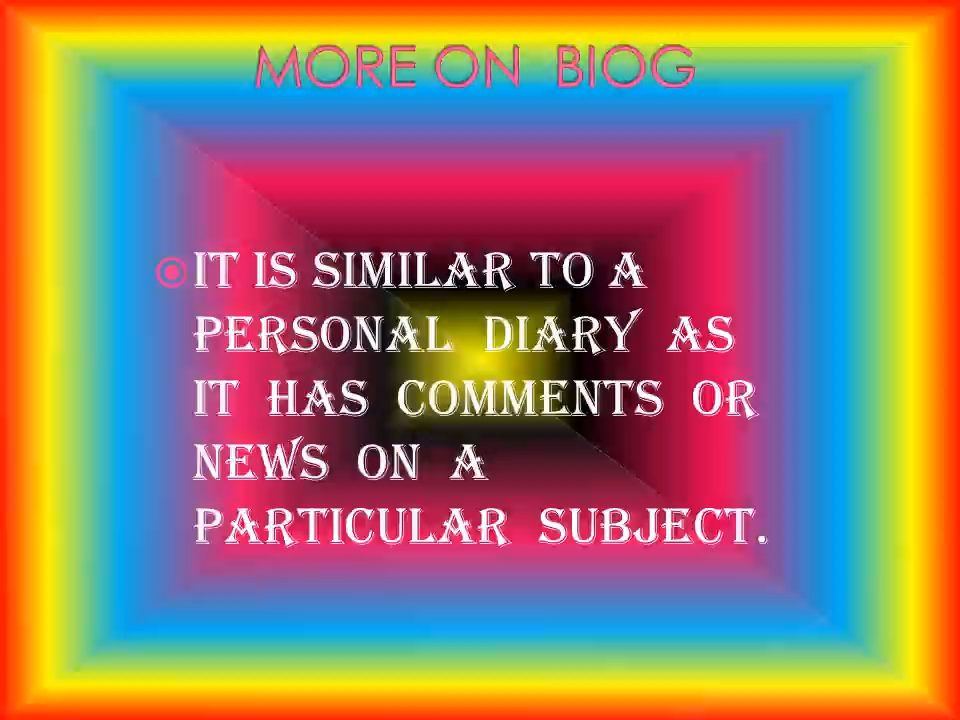 MORE ON BIOG
IT IS SIMILAR TO A
PERSONAL DIARY AS
IT HAS COMMENTS OR
NEWS ON A
PARTICULAR SUBJECT.